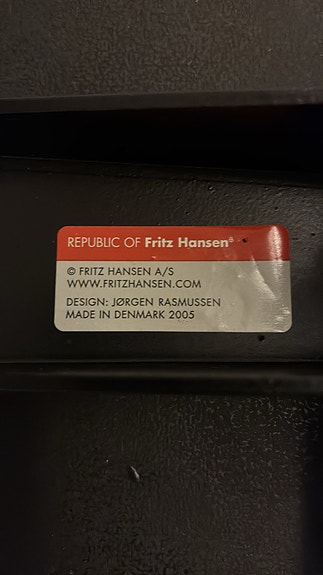 REPUBLIC OF Fritz Hansen®
© FRITZ HANSEN A/S
WWW.FRITZHANSEN.COM
DESIGN: JØRGEN RASMUSSEN
MADE IN DENMARK 2005